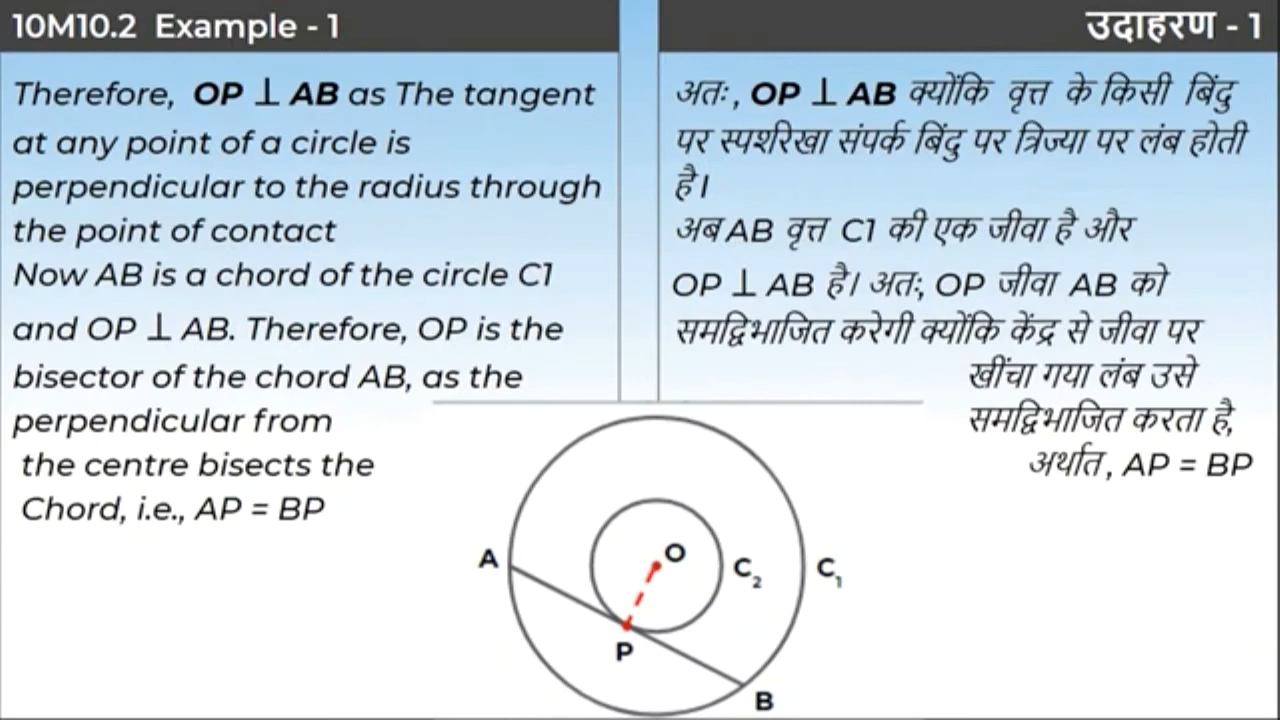 10M10.2 Example - 1
Therefore, OP ⊥ AB as The tangent
at any point of a circle is
perpendicular to the radius through
the point of contact
Now AB is a chord of the circle C1
and OP ⊥ AB. Therefore, OP is the
bisector of the chord AB, as the
perpendicular from
the centre bisects the
Chord, i.e., AP = BP
उदाहरण - 1
अतः, OP ⊥ AB क्योंकि वृत्त के किसी बिंदु
पर स्पर्शरेखा संपर्क बिंदु पर त्रिज्या पर लंब होती
है।
अब AB वृत्त C1 की एक जीवा है और
OP ⊥ AB है। अतः, OP जीवा AB को
समद्विभाजित करेगी क्योंकि केंद्र से जीवा पर
खींचा गया लंब उसे
समद्विभाजित करता है,
अर्थात, AP = BP
O
A
C₂
C₁
P
B